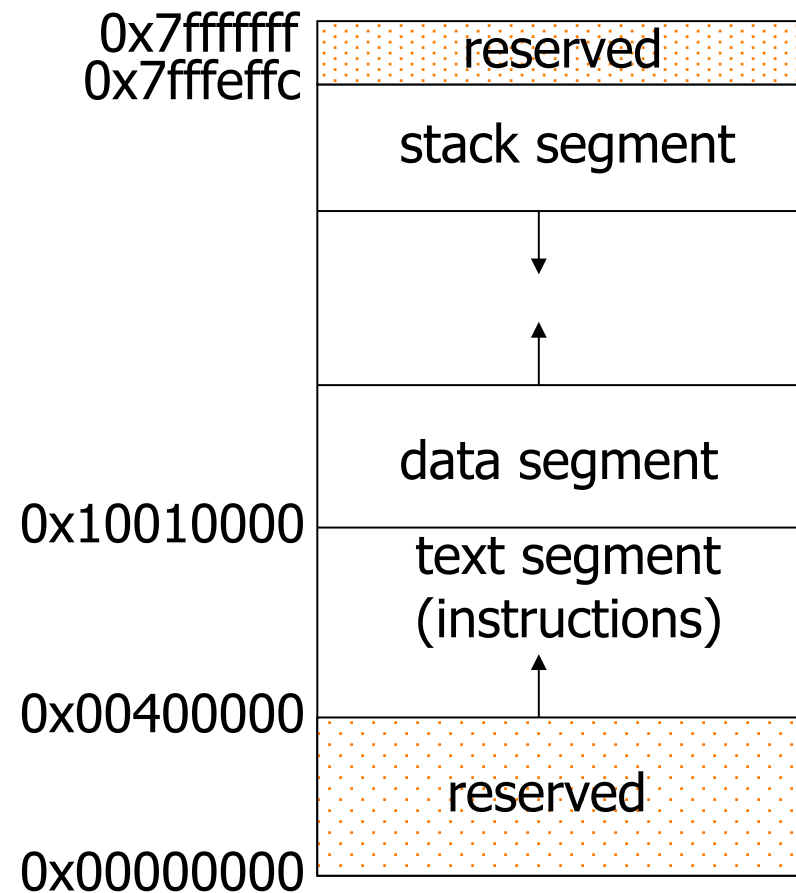 0x7fffffff
reserved
0x7fffeffc
stack segment
data segment
0x10010000
text segment
(instructions)
0x00400000
reserved
0x00000000